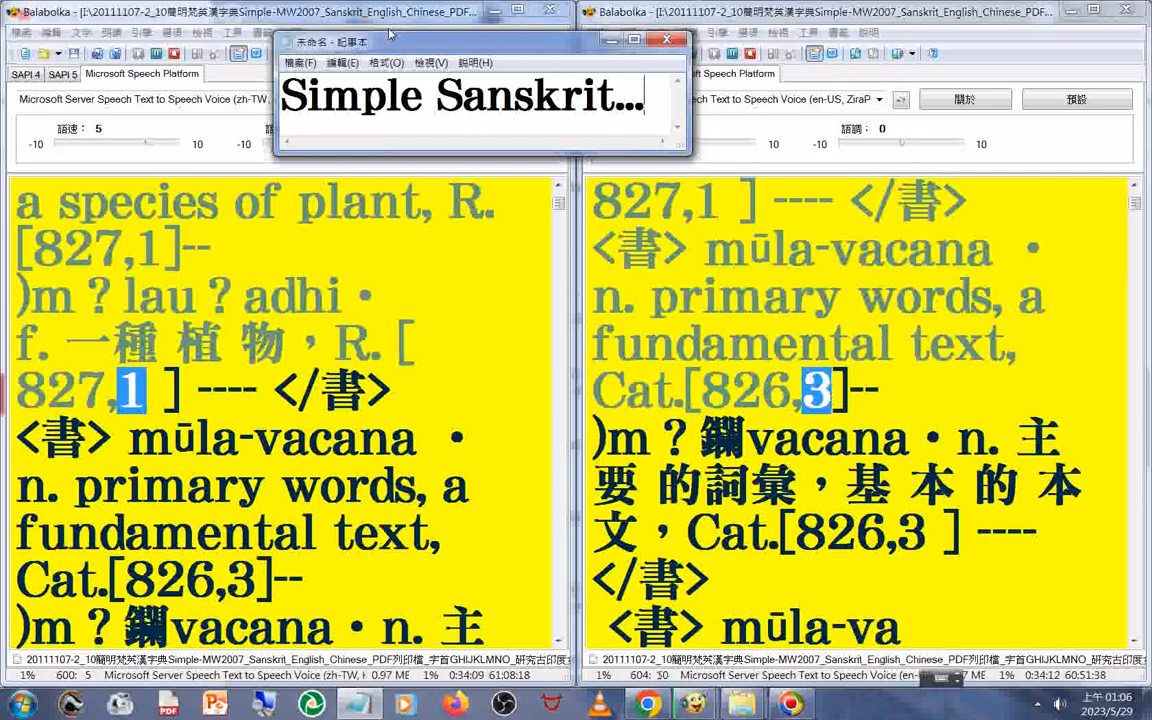 Balabolka - [I:\20111107-2_10簡明梵英漢字典Simple-MW2007_Sanskrit_English_Chinese_PDF...
Balabolka - [I:\20111107-2_10簡明梵英漢字典Simple-MW2007_Sanskrit_English_Chinese_PDF...
未命名 - 記事本
檔案(F) 編輯(E) 格式(O) 檢視(V) 說明(H)
Simple Sanskrit...
SAPI 4 SAPI 5 Microsoft Speech Platform
Microsoft Server Speech Text to Speech Voice (zh-TW,
語速： 5
-10 10 -10
ech Platform
ech Text to Speech Voice (en-US, ZiraP 關於 預設
語調： 0
10 -10 10
a species of plant, R.
[827,1]--
)m？lau？adhi•
f. 一種 植 物，R. [
827,1 ] ---- </書>
<書> mūla-vacana •
n. primary words, a
fundamental text,
Cat.[826,3]--
)m？鑭vacana•n. 主
827,1 ] ---- </書>
<書> mūla-vacana •
n. primary words, a
fundamental text,
Cat.[826,3]--
)m？鑭vacana•n. 主
要 的詞彙，基 本 的 本
文，Cat.[826,3 ] ----
</書>
<書> mūla-va
20111107-2_10簡明梵英漢字典Simple-MW2007_Sanskrit_English_Chinese_PDF列印檔_字首GHIJKLMNO_研究古印度
20111107-2_10簡明梵英漢字典Simple-MW2007_Sanskrit_English_Chinese_PDF列印檔_字首GHIJKLMNO_研究古印度
1% 600: 5 Microsoft Server Speech Text to Speech Voice (zh-TW, 0.97 ME 1% 0:34:09 61:08:18
1% 604: 30 Microsoft Server Speech Text to Speech Voice 1% 0:34:12 60:51:38
上午 01:06
2023/5/29